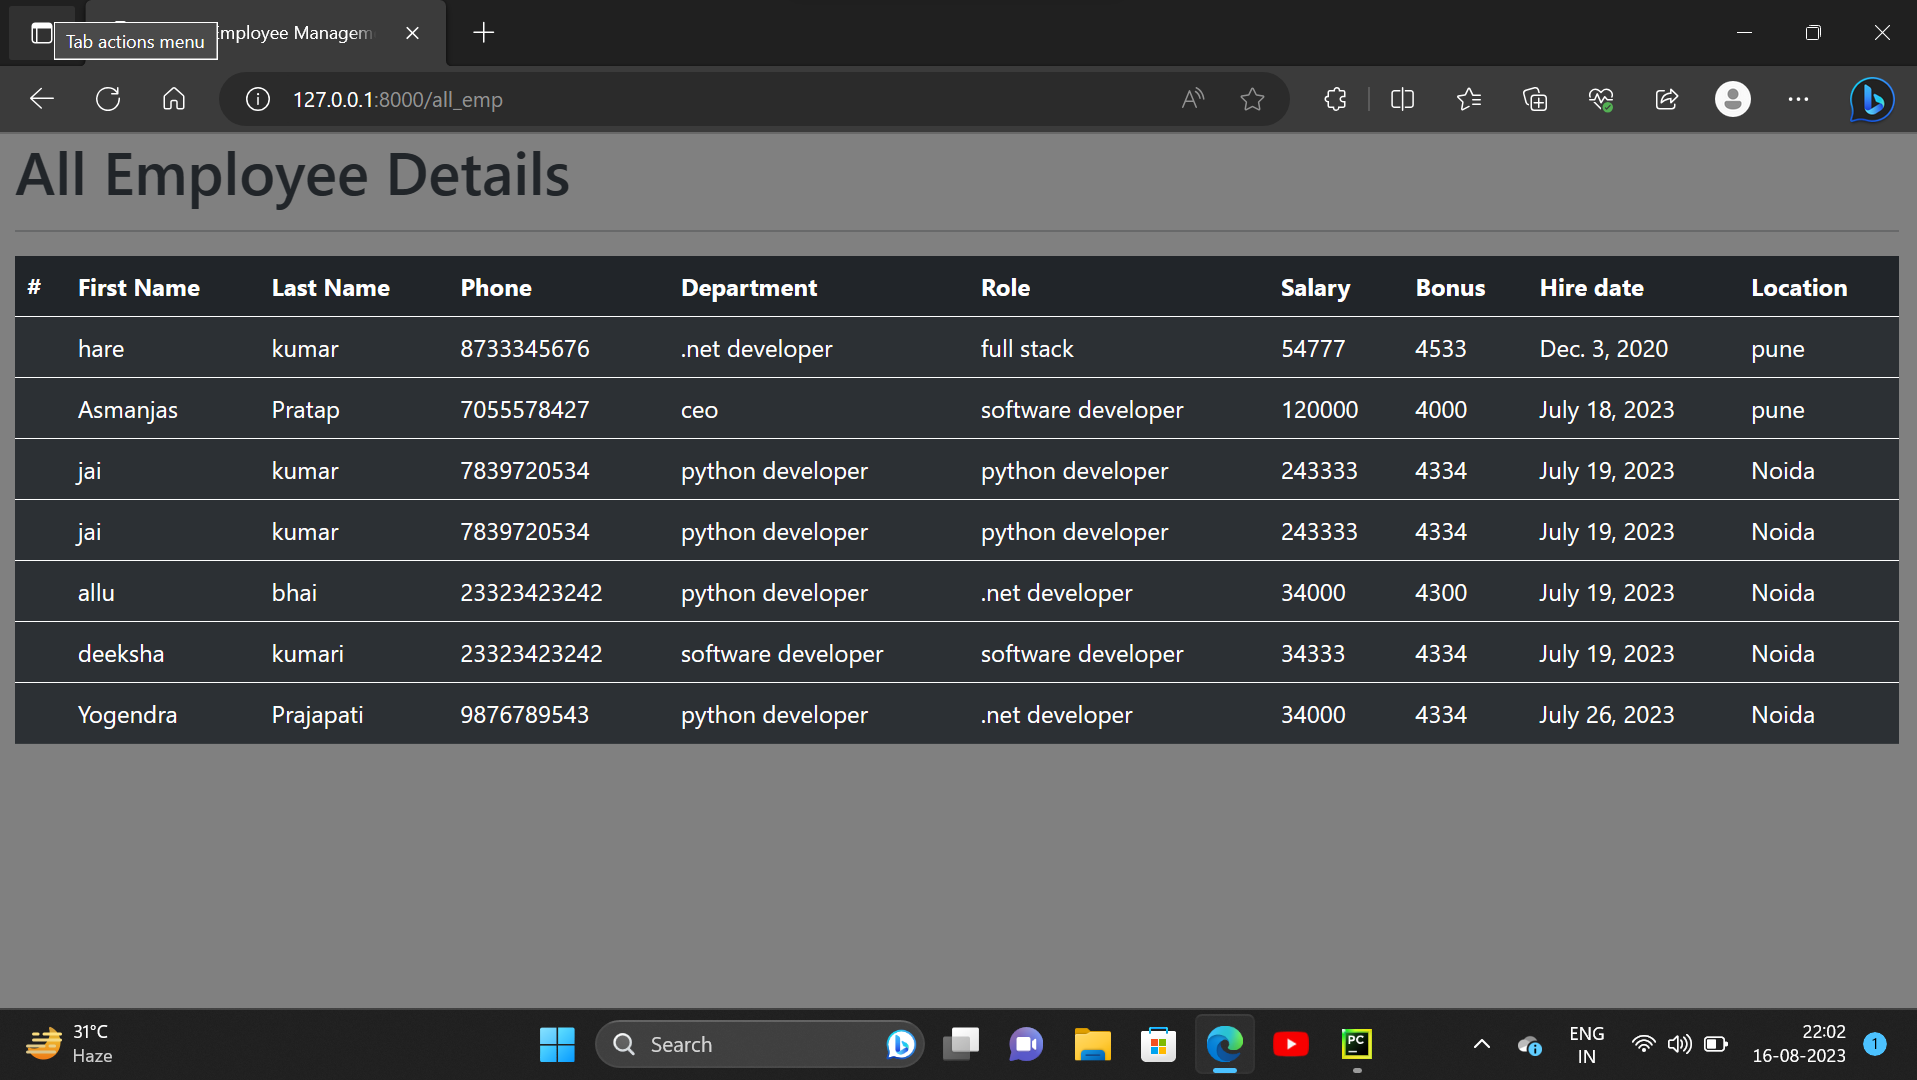 Tab actions menu
mployee Managem
127.0.0.1:8000/all_emp
All Employee Details
# First Name Last Name Phone Department Role Salary Bonus Hire date Location
hare kumar 8733345676 .net developer full stack 54777 4533 Dec. 3, 2020 pune
Asmanjas Pratap 7055578427 ceo software developer 120000 4000 July 18, 2023 pune
jai kumar 7839720534 python developer python developer 243333 4334 July 19, 2023 Noida
jai kumar 7839720534 python developer python developer 243333 4334 July 19, 2023 Noida
allu bhai 23323423242 python developer .net developer 34000 4300 July 19, 2023 Noida
deeksha kumari 23323423242 software developer software developer 34333 4334 July 19, 2023 Noida
Yogendra Prajapati 9876789543 python developer .net developer 34000 4334 July 26, 2023 Noida
31°C
Haze
Search
PC
ENG
IN
22:02
16-08-2023
1